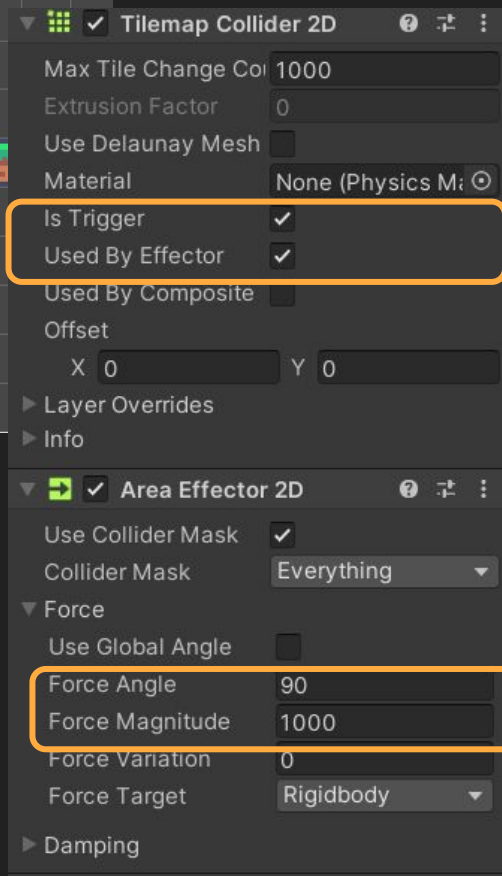 Tilemap Collider 2D
Max Tile Change Cou 1000
Extrusion Factor 0
Use Delaunay Mesh
Material None (Physics Ma
Is Trigger
Used By Effector
Used By Composite
Offset
X 0 Y 0
Layer Overrides
Info
Area Effector 2D
Use Collider Mask
Collider Mask Everything
Force
Use Global Angle
Force Angle 90
Force Magnitude 1000
Force Variation 0
Force Target Rigidbody
Damping